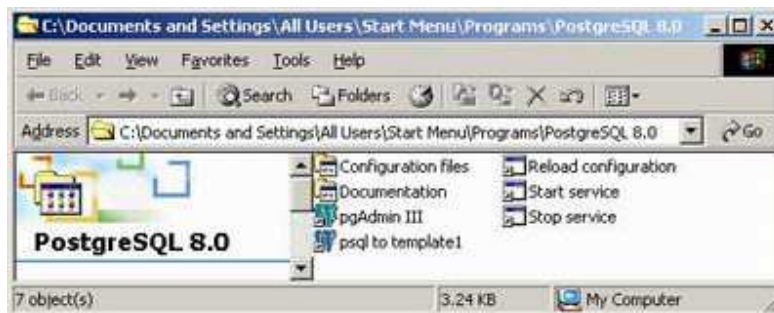 C:\Documents and Settings\All Users\Start Menu\Programs\PostgreSQL 8.0
File Edit View Favorites Tools Help
Back Search Folders
Address C:\Documents and Settings\All Users\Start Menu\Programs\PostgreSQL 8.0 Go
Configuration files Reload configuration
Documentation Start service
pgAdmin III Stop service
psql to template1
PostgreSQL 8.0
7 object(s) 3.24 KB My Computer